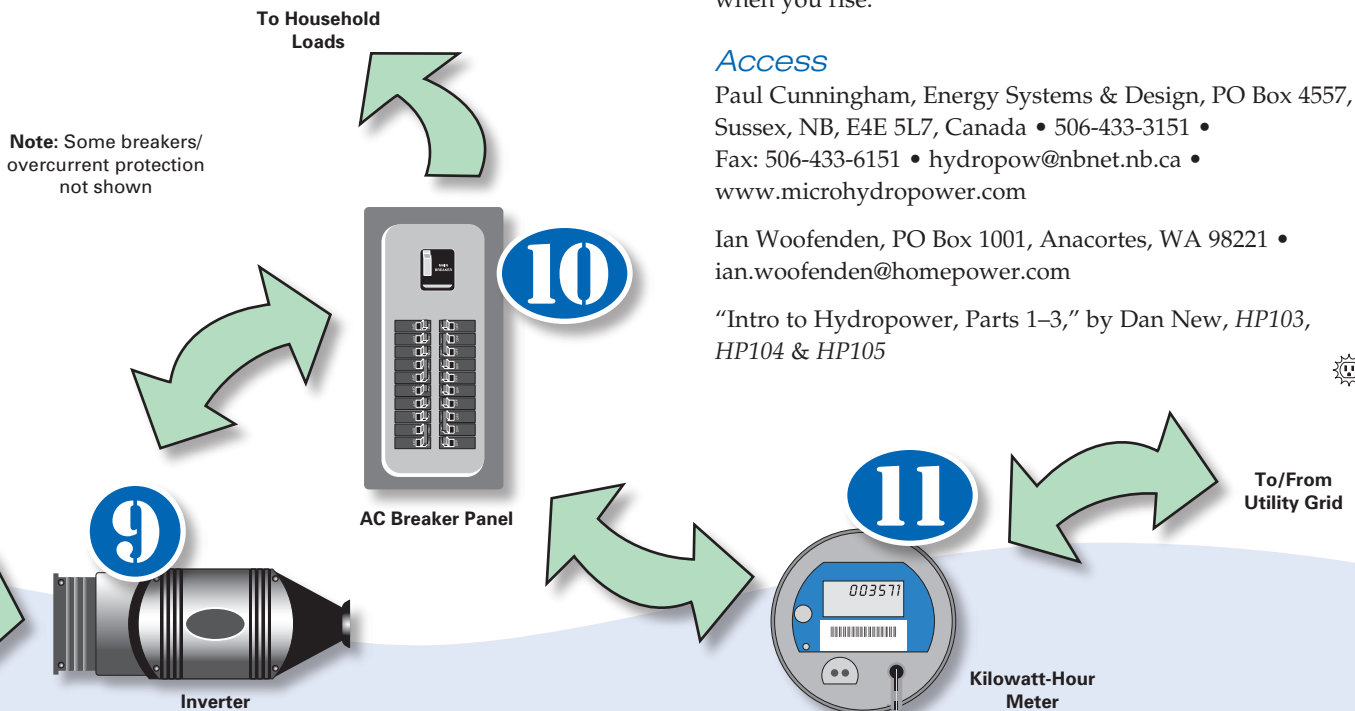 when you rise.
Access
Paul Cunningham, Energy Systems & Design, PO Box 4557,
Sussex, NB, E4E 5L7, Canada • 506-433-3151 •
Fax: 506-433-6151 • hydropow@nbnet.nb.ca •
www.microhydropower.com
Ian Woofenden, PO Box 1001, Anacortes, WA 98221 •
ian.woofenden@homepower.com
“Intro to Hydropower, Parts 1–3,” by Dan New, HP103,
HP104 & HP105
To Household
Loads
Note: Some breakers/
overcurrent protection
not shown
MAIN
BREAKER
10
AC Breaker Panel
9
Inverter
11
003571
Kilowatt-Hour
Meter
To/From
Utility Grid